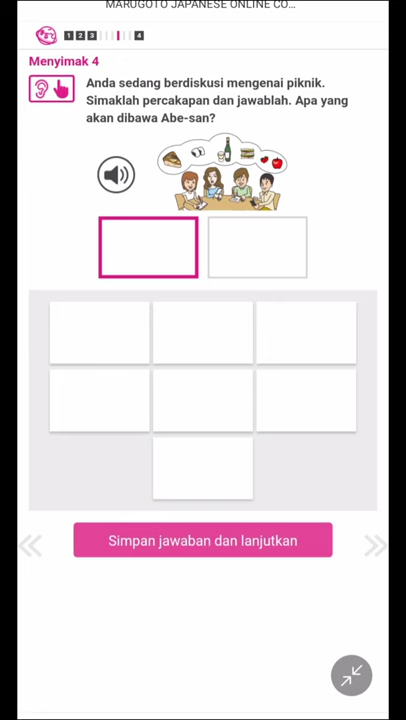 MARUGOTO JAPANESE ONLINE CO...
1 2 3 4
Menyimak 4
Anda sedang berdiskusi mengenai piknik.
Simaklah percakapan dan jawablah. Apa yang
akan dibawa Abe-san?
Simpan jawaban dan lanjutkan